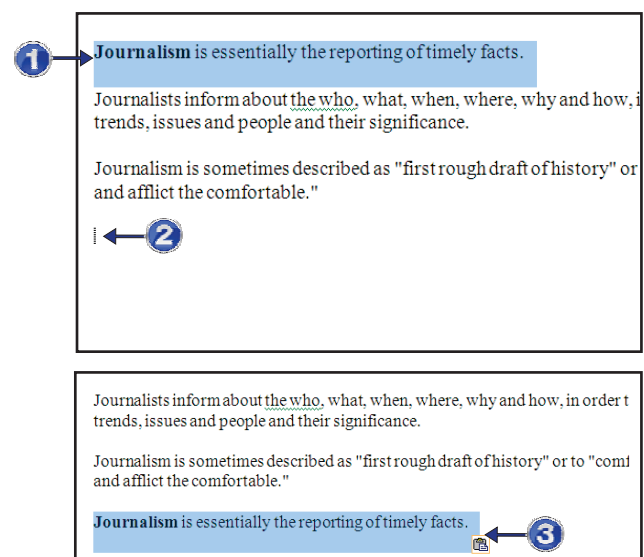 1
Journalism is essentially the reporting of timely facts.
Journalists inform about the who, what, when, where, why and how, i
trends, issues and people and their significance.
Journalism is sometimes described as "first rough draft of history" or
and afflict the comfortable."
2
Journalists inform about the who, what, when, where, why and how, in order t
trends, issues and people and their significance.
Journalism is sometimes described as "first rough draft of history" or to "comf
and afflict the comfortable."
Journalism is essentially the reporting of timely facts.
3